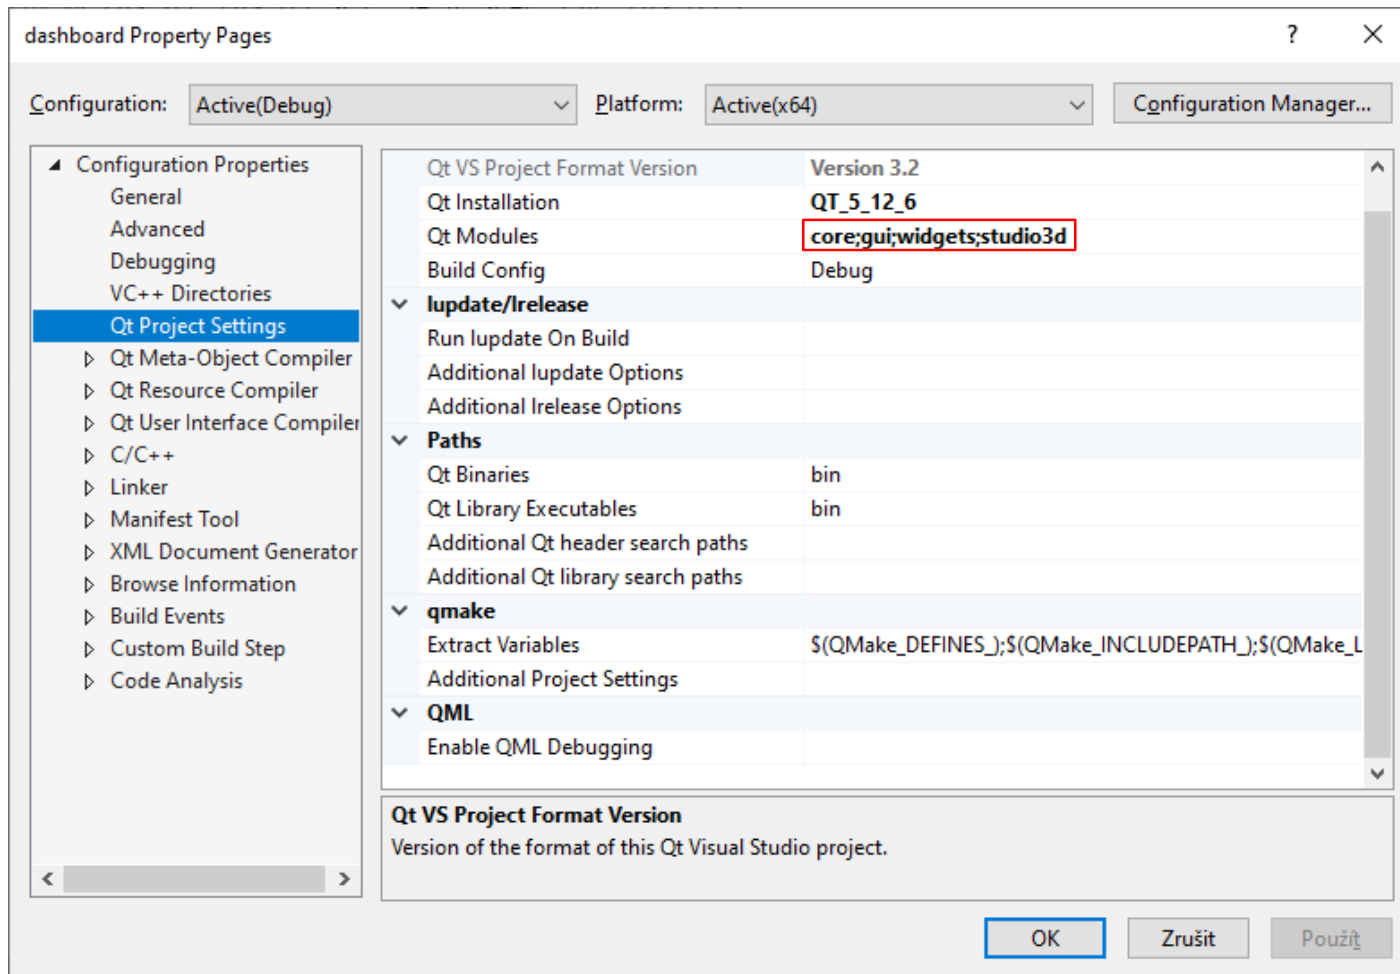 dashboard Property Pages
?
Configuration: Active(Debug) Platform: Active(x64) Configuration Manager...
Configuration Properties
General
Advanced
Debugging
VC++ Directories
Qt Project Settings
Qt Meta-Object Compiler
Qt Resource Compiler
Qt User Interface Compiler
C/C++
Linker
Manifest Tool
XML Document Generator
Browse Information
Build Events
Custom Build Step
Code Analysis
Qt VS Project Format Version Version 3.2
Qt Installation QT_5_12_6
Qt Modules core;gui;widgets;studio3d
Build Config Debug
lupdate/lrelease
Run lupdate On Build
Additional lupdate Options
Additional lrelease Options
Paths
Qt Binaries bin
Qt Library Executables bin
Additional Qt header search paths
Additional Qt library search paths
qmake
Extract Variables $(QMake_DEFINES_);$(QMake_INCLUDEPATH_);$(QMake_L
Additional Project Settings
QML
Enable QML Debugging
Qt VS Project Format Version
Version of the format of this Qt Visual Studio project.
OK Zrušit Použít